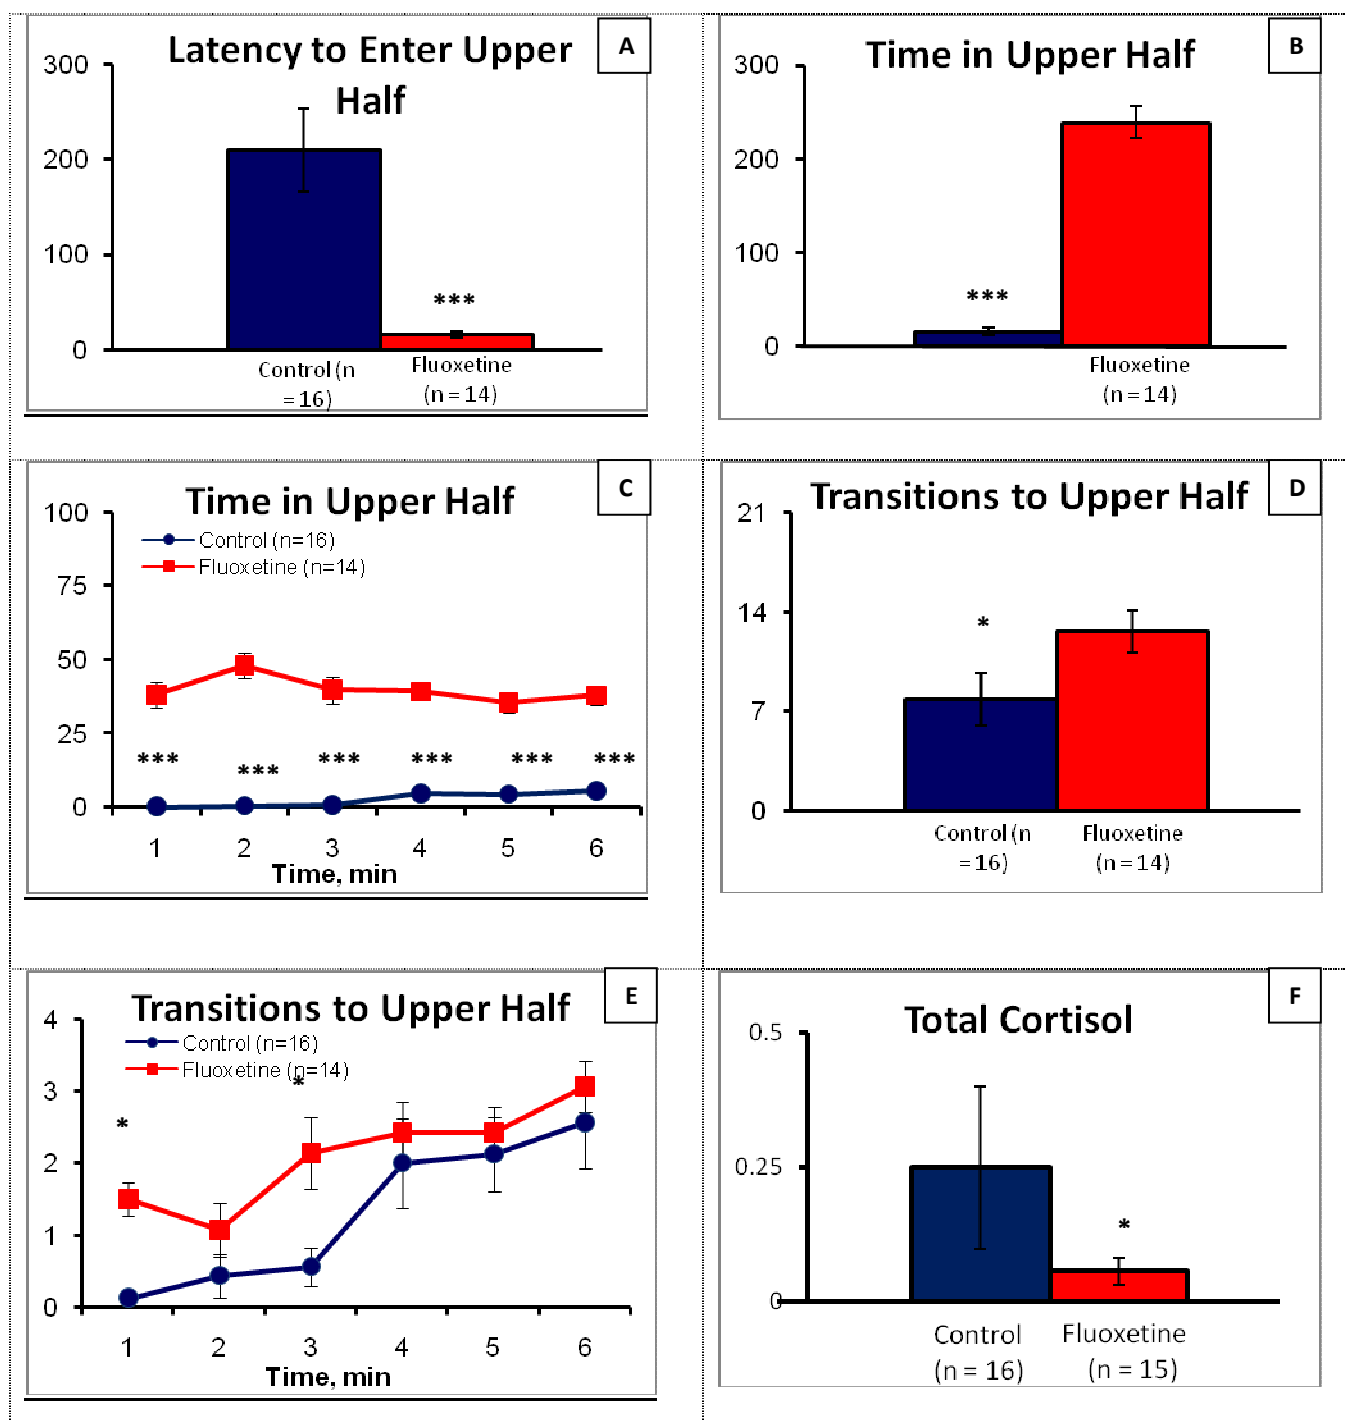 Latency to Enter Upper
Half
A
300
200
100
0
***
Control (n
=16)
Fluoxetine
(n = 14)
Time in Upper Half
B
300
200
100
0
***
Fluoxetine
(n = 14)
Time in Upper Half
C
100
75
50
25
0
Control (n=16)
Fluoxetine (n=14)
*** *** *** *** *** ***
1 2 3 4 5 6
Time, min
Transitions to Upper Half
D
21
14
7
0
*
Control (n
=16)
Fluoxetine
(n = 14)
Transitions to Upper Half
E
4
3
2
1
0
Control (n=16)
Fluoxetine (n=14)
*
*
1 2 3 4 5 6
Time, min
F
Total Cortisol
0.5
0.25
0
*
Control
(n = 16)
Fluoxetine
(n = 15)